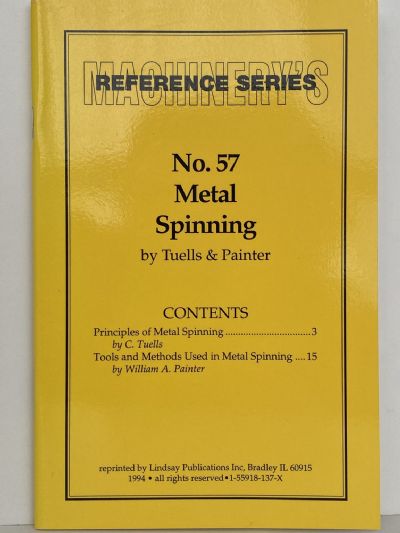 MACHINERY'S
REFERENCE SERIES
No. 57
Metal
Spinning
by Tuells & Painter
CONTENTS
Principles of Metal Spinning ................................. 3
by C. Tuells
Tools and Methods Used in Metal Spinning .... 15
by William A. Painter
reprinted by Lindsay Publications Inc, Bradley IL 60915
1994 • all rights reserved ▪ 1-55918-137-X